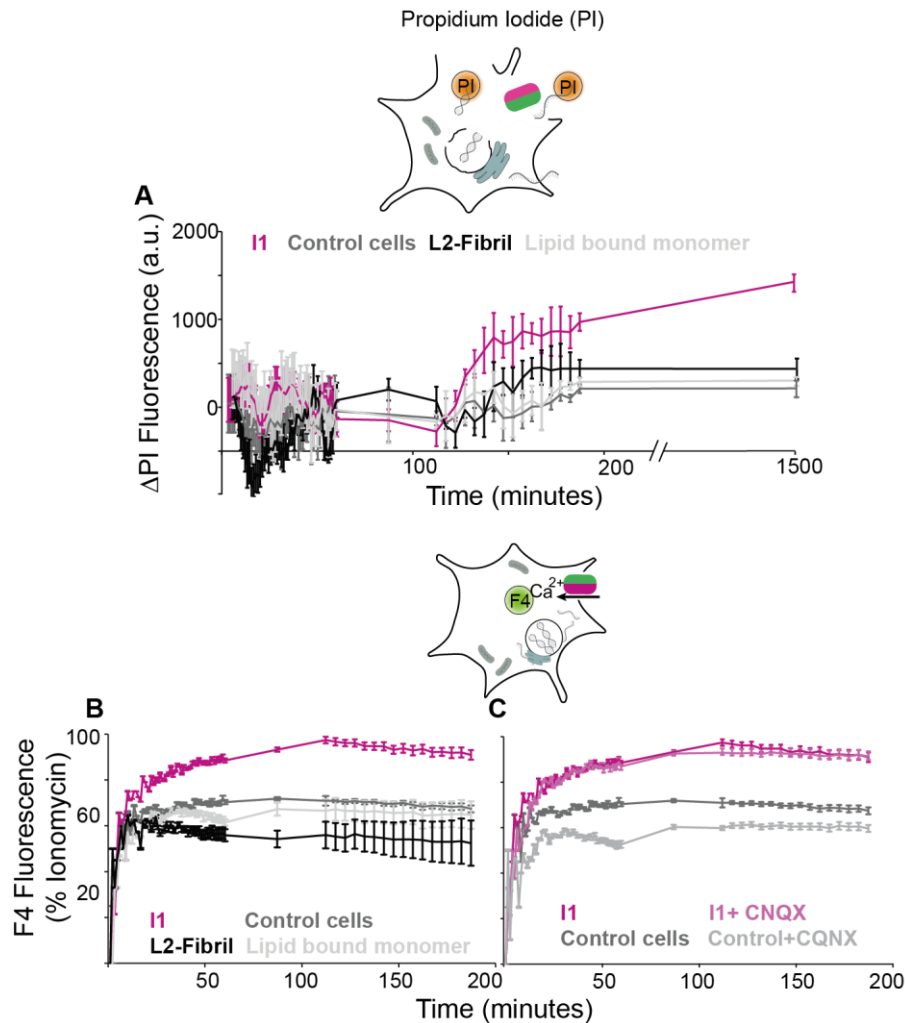 Propidium Iodide (PI)
PI
PI
A
I1 Control cells L2-Fibril Lipid bound monomer
ΔPI Fluorescence (a.u.)
2000
1000
0
100
200
1500
Time (minutes)
Ca2+
F4
B
C
F4 Fluorescence
(% Ionomycin)
100
60
20
I1 Control cells
L2-Fibril Lipid bound monomer
I1 I1+ CNQX
Control cells Control+CQNX
50 100 150 200
0 50 100 150 200
Time (minutes)